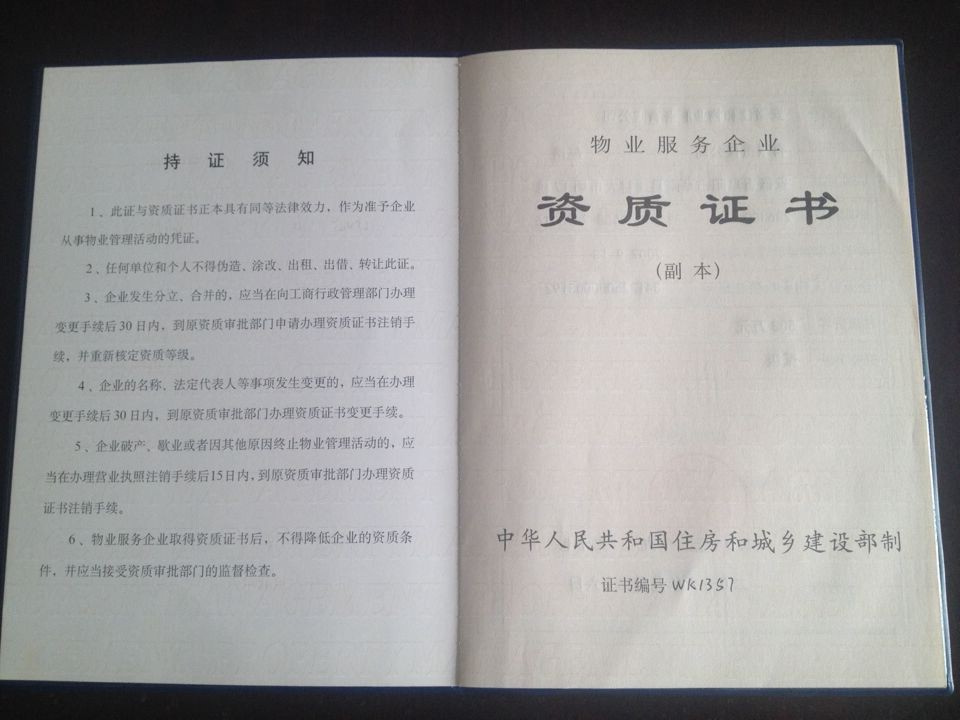 持证须知
1、此证与资质证书正本具有同等法律效力，作为准予企业
从事物业管理活动的凭证。
2、任何单位和个人不得伪造、涂改、出租、出借、转让此证。
3、企业发生分立、合并的，应当在向工商行政管理部门办理
变更手续后30日内，到原资质审批部门申请办理资质证书注销手
续，并重新核定资质等级。
4、企业的名称、法定代表人等事项发生变更的，应当在办理
变更手续后30日内，到原资质审批部门办理资质证书变更手续。
5、企业破产、歇业或者因其他原因终止物业管理活动的，应
当在办理营业执照注销手续后15日内，到原资质审批部门办理资质
证书注销手续。
6、物业服务企业取得资质证书后，不得降低企业的资质条
件，并应当接受资质审批部门的监督检查。
物业服务企业
资质证书
（副本）
中华人民共和国住房和城乡建设部制
证书编号WK1357